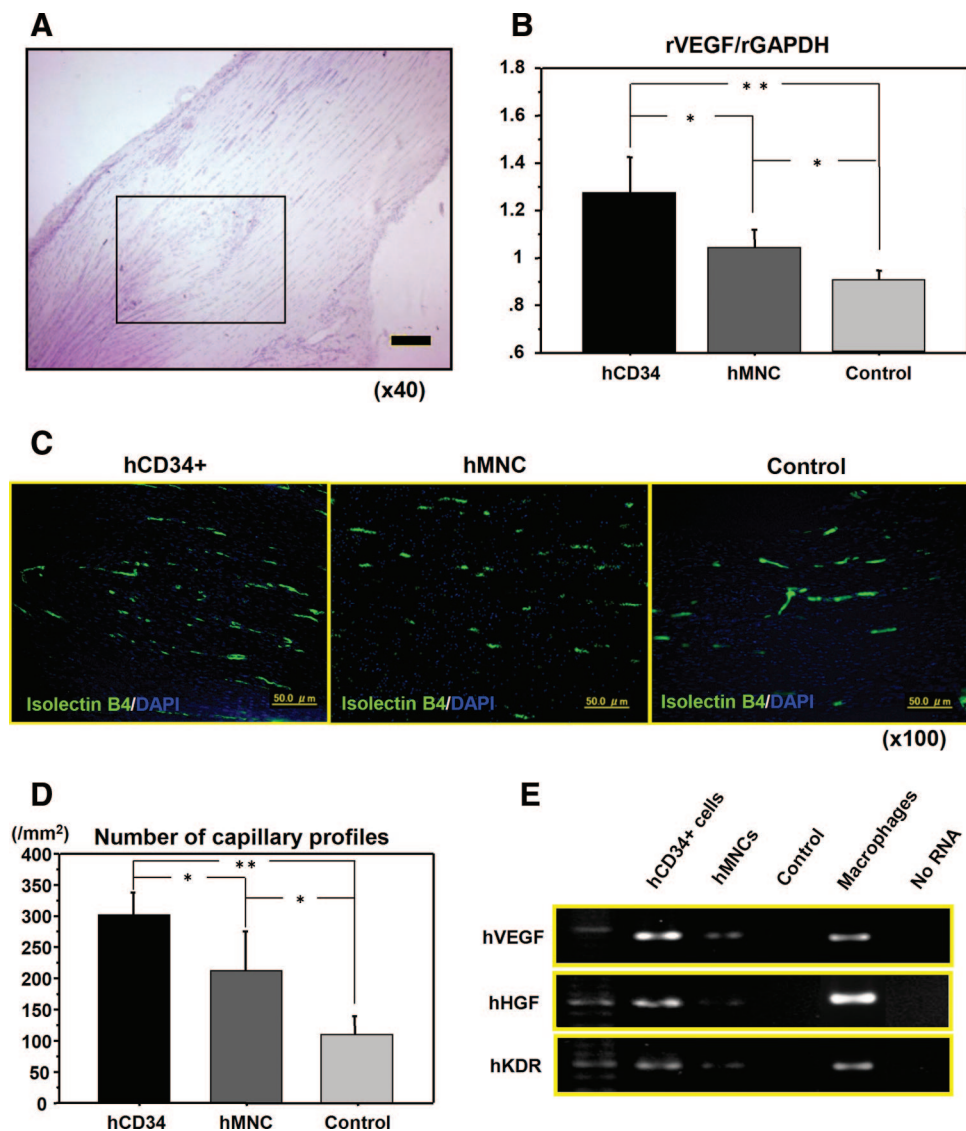 A
(x40)
B
rVEGF/rGAPDH
1.8
1.6
1.4
1.2
1
.8
.6
**
*
*
hCD34 hMNC Control
C
hCD34+ hMNC Control
Isolectin B4/DAPI 50.0 μm
Isolectin B4/DAPI 50.0 μm
Isolectin B4/DAPI 50.0 μm
(x100)
D
(/mm²) Number of capillary profiles
400
350
300
250
200
150
100
50
0
**
*
*
hCD34 hMNC Control
E
hCD34+ cells hMNCs Control Macrophages No RNA
hVEGF
hHGF
hKDR